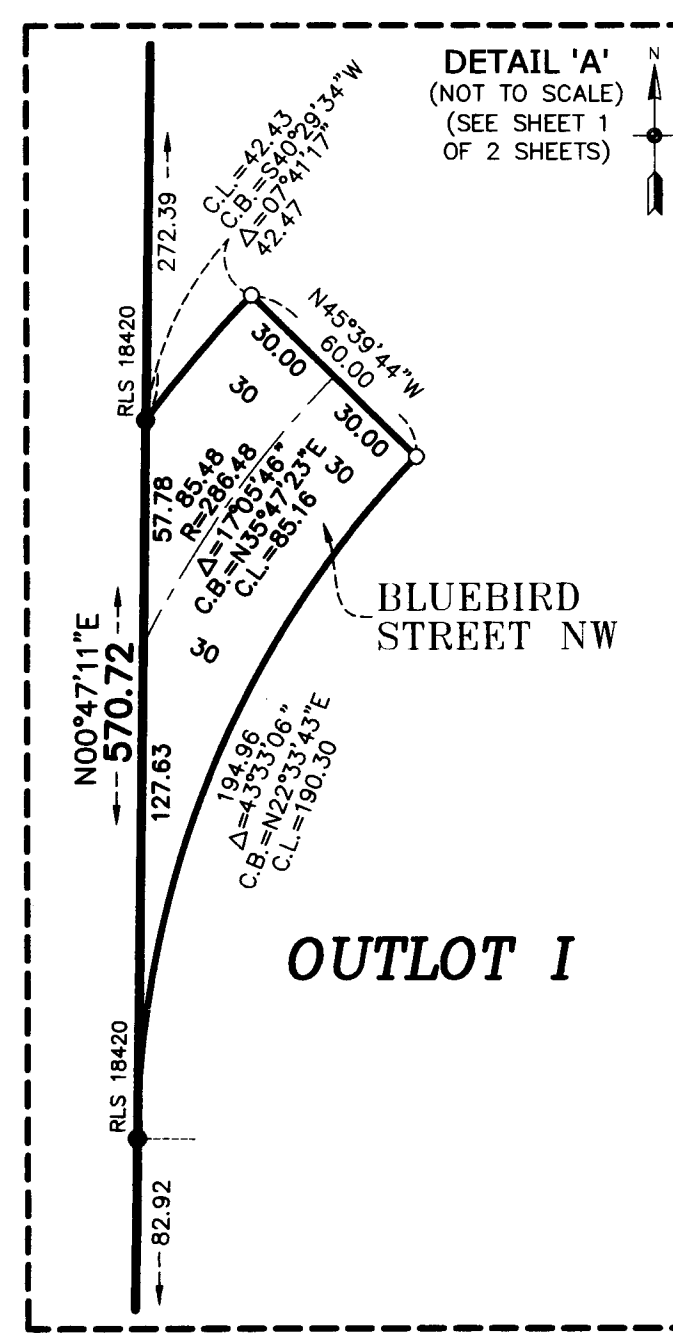 DETAIL 'A'
(NOT TO SCALE)
(SEE SHEET 1
OF 2 SHEETS)
N
C.L.=42.43
C.B.=S40°29'34"W
Δ=07°41'17"
42.47
272.39
RLS 18420
N45°39'44"W
60.00
30.00
30.00
30
30
57.78
85.48
R=286.48
Δ=17°05'46"
C.B.=N35°47'23"E
C.L.=85.16
30
BLUEBIRD
STREET NW
N00°47'11"E
570.72
127.63
194.96
Δ=43°33'06"
C.B.=N22°33'43"E
C.L.=190.30
OUTLOT I
RLS 18420
82.92